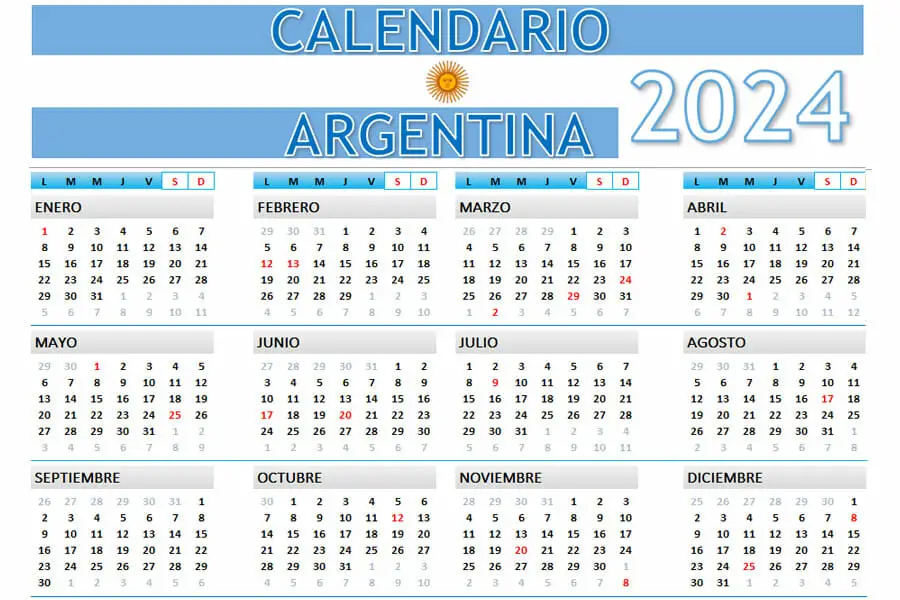 CALENDARIO
ARGENTINA
2024
L M M J V S D
ENERO
1 2 3 4 5 6 7
8 9 10 11 12 13 14
15 16 17 18 19 20 21
22 23 24 25 26 27 28
29 30 31 1 2 3 4
5 6 7 8 9 10 11
L M M J V S D
FEBRERO
29 30 31 1 2 3 4
5 6 7 8 9 10 11
12 13 14 15 16 17 18
19 20 21 22 23 24 25
26 27 28 29 1 2 3
4 5 6 7 8 9 10
L M M J V S D
MARZO
26 27 28 29 1 2 3
4 5 6 7 8 9 10
11 12 13 14 15 16 17
18 19 20 21 22 23 24
25 26 27 28 29 30 31
1 2 3 4 5 6 7
L M M J V S D
ABRIL
1 2 3 4 5 6 7
8 9 10 11 12 13 14
15 16 17 18 19 20 21
22 23 24 25 26 27 28
29 30 1 2 3 4 5
6 7 8 9 10 11 12
MAYO
29 30 1 2 3 4 5
6 7 8 9 10 11 12
13 14 15 16 17 18 19
20 21 22 23 24 25 26
27 28 29 30 31 1 2
3 4 5 6 7 8 9
JUNIO
27 28 29 30 31 1 2
3 4 5 6 7 8 9
10 11 12 13 14 15 16
17 18 19 20 21 22 23
24 25 26 27 28 29 30
1 2 3 4 5 6 7
JULIO
1 2 3 4 5 6 7
8 9 10 11 12 13 14
15 16 17 18 19 20 21
22 23 24 25 26 27 28
29 30 31 1 2 3 4
5 6 7 8 9 10 11
AGOSTO
29 30 31 1 2 3 4
5 6 7 8 9 10 11
12 13 14 15 16 17 18
19 20 21 22 23 24 25
26 27 28 29 30 31 1
2 3 4 5 6 7 8
SEPTIEMBRE
26 27 28 29 30 31 1
2 3 4 5 6 7 8
9 10 11 12 13 14 15
16 17 18 19 20 21 22
23 24 25 26 27 28 29
30 1 2 3 4 5 6
OCTUBRE
30 1 2 3 4 5 6
7 8 9 10 11 12 13
14 15 16 17 18 19 20
21 22 23 24 25 26 27
28 29 30 31 1 2 3
4 5 6 7 8 9 10
NOVIEMBRE
28 29 30 31 1 2 3
4 5 6 7 8 9 10
11 12 13 14 15 16 17
18 19 20 21 22 23 24
25 26 27 28 29 30 1
2 3 4 5 6 7 8
DICIEMBRE
25 26 27 28 29 30 1
2 3 4 5 6 7 8
9 10 11 12 13 14 15
16 17 18 19 20 21 22
23 24 25 26 27 28 29
30 31 1 2 3 4 5